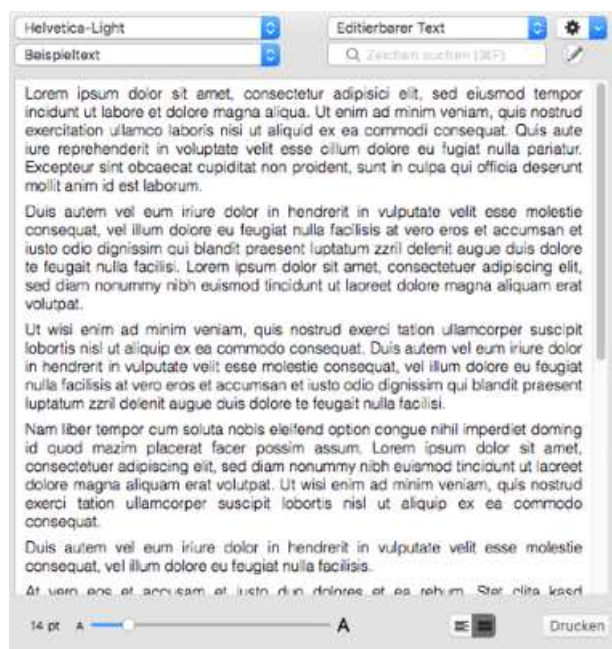 Helvetica-Light
Editierbarer Text
Beispieltext
Zeichen suchen (⌘F)
Lorem ipsum dolor sit amet, consectetur adipisici elit, sed eiusmod tempor
incidunt ut labore et dolore magna aliqua. Ut enim ad minim veniam, quis nostrud
exercitation ullamco laboris nisi ut aliquid ex ea commodi consequat. Quis aute
iure reprehenderit in voluptate velit esse cillum dolore eu fugiat nulla pariatur.
Excepteur sint obcaecat cupiditat non proident, sunt in culpa qui officia deserunt
mollit anim id est laborum.
Duis autem vel eum iriure dolor in hendrerit in vulputate velit esse molestie
consequat, vel illum dolore eu feugiat nulla facilisis at vero eros et accumsan et
iusto odio dignissim qui blandit praesent luptatum zzril delenit augue duis dolore
te feugait nulla facilisi. Lorem ipsum dolor sit amet, consectetuer adipiscing elit,
sed diam nonummy nibh euismod tincidunt ut laoreet dolore magna aliquam erat
volutpat.
Ut wisi enim ad minim veniam, quis nostrud exerci tation ullamcorper suscipit
lobortis nisl ut aliquip ex ea commodo consequat. Duis autem vel eum iriure dolor
in hendrerit in vulputate velit esse molestie consequat, vel illum dolore eu feugiat
nulla facilisis at vero eros et accumsan et iusto odio dignissim qui blandit praesent
luptatum zzril delenit augue duis dolore te feugait nulla facilisi.
Nam liber tempor cum soluta nobis eleifend option congue nihil imperdiet doming
id quod mazim placerat facer possim assum. Lorem ipsum dolor sit amet,
consectetuer adipiscing elit, sed diam nonummy nibh euismod tincidunt ut laoreet
dolore magna aliquam erat volutpat. Ut wisi enim ad minim veniam, quis nostrud
exerci tation ullamcorper suscipit lobortis nisl ut aliquip ex ea commodo
consequat.
Duis autem vel eum iriure dolor in hendrerit in vulputate velit esse molestie
consequat, vel illum dolore eu feugiat nulla facilisis.
At vero eos et accusam et justo duo dolores et ea rebum. Stet clita kasd
14 pt A A Drucken